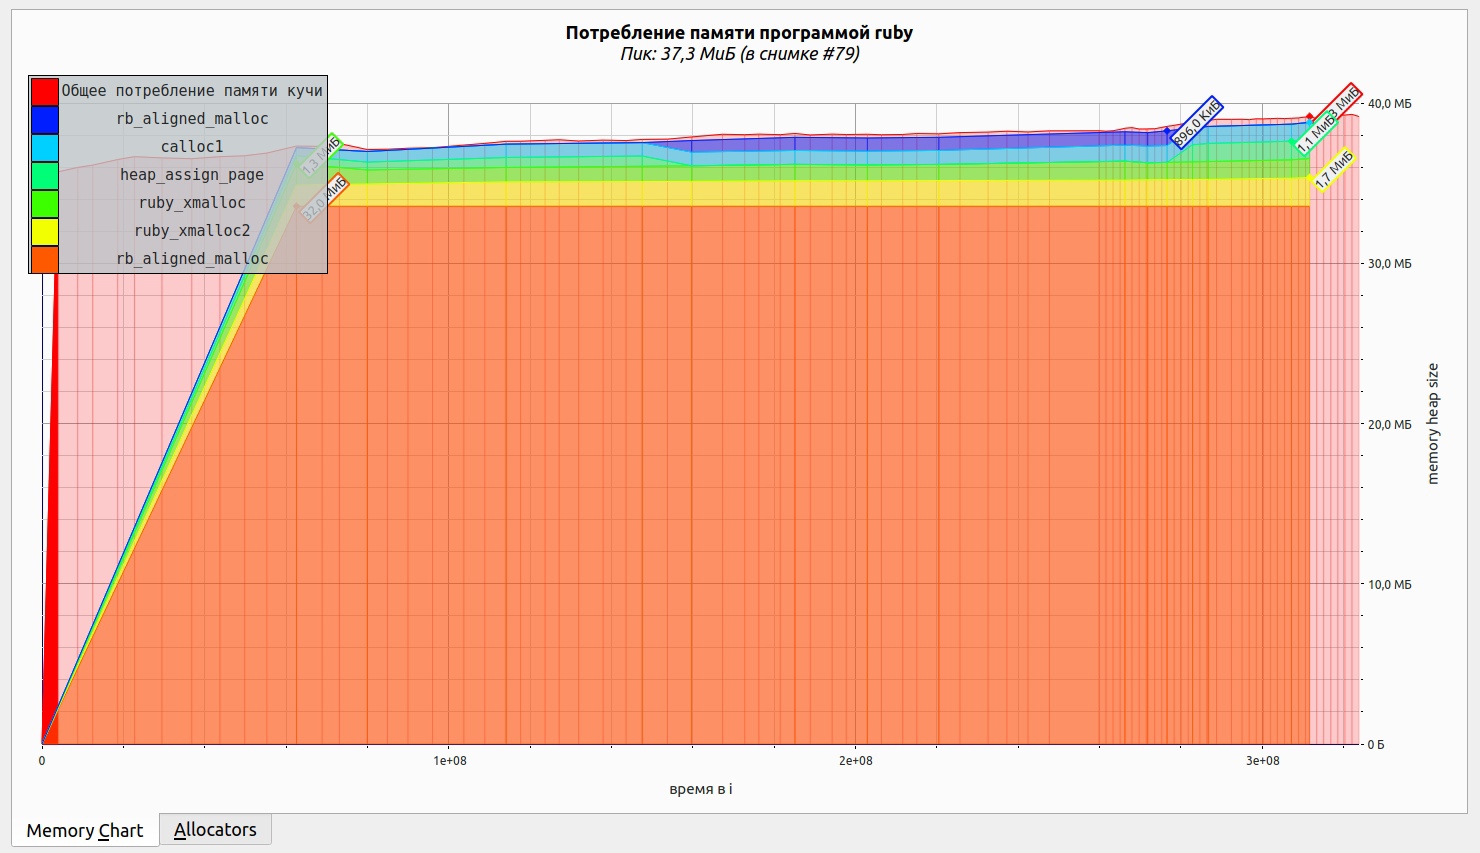 Потребление памяти программой ruby
Пик: 37,3 МиБ (в снимке #79)
Общее потребление памяти кучи
rb_aligned_malloc
calloc1
heap_assign_page
ruby_xmalloc
ruby_xmalloc2
rb_aligned_malloc
1,3 МиБ
32,0 МиБ
896,0 КиБ
3 МиБ
1,1 МиБ
1,7 МиБ
40,0 МБ
30,0 МБ
20,0 МБ
10,0 МБ
0 Б
memory heap size
0
1e+08
2e+08
3e+08
время в i
Memory Chart
Allocators